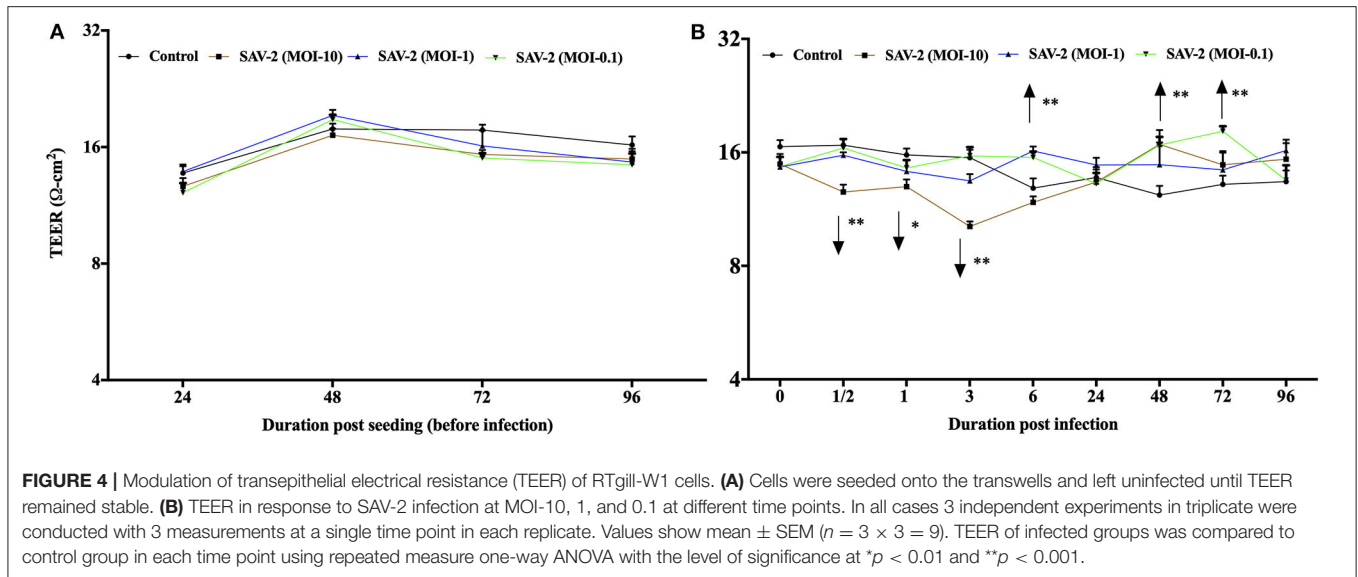 A
32
Control
SAV-2 (MOI-10)
SAV-2 (MOI-1)
SAV-2 (MOI-0.1)
16
8
4
TEER (Ω-cm²)
24 48 72 96
Duration post seeding (before infection)
B
32
Control
SAV-2 (MOI-10)
SAV-2 (MOI-1)
SAV-2 (MOI-0.1)
** ** **
16
** * **
8
4
0 1/2 1 3 6 24 48 72 96
Duration post infection
FIGURE 4 | Modulation of transepithelial electrical resistance (TEER) of RTgill-W1 cells. (A) Cells were seeded onto the transwells and left uninfected until TEER
remained stable. (B) TEER in response to SAV-2 infection at MOI-10, 1, and 0.1 at different time points. In all cases 3 independent experiments in triplicate were
conducted with 3 measurements at a single time point in each replicate. Values show mean ± SEM (n = 3 × 3 = 9). TEER of infected groups was compared to
control group in each time point using repeated measure one-way ANOVA with the level of significance at *p < 0.01 and **p < 0.001.